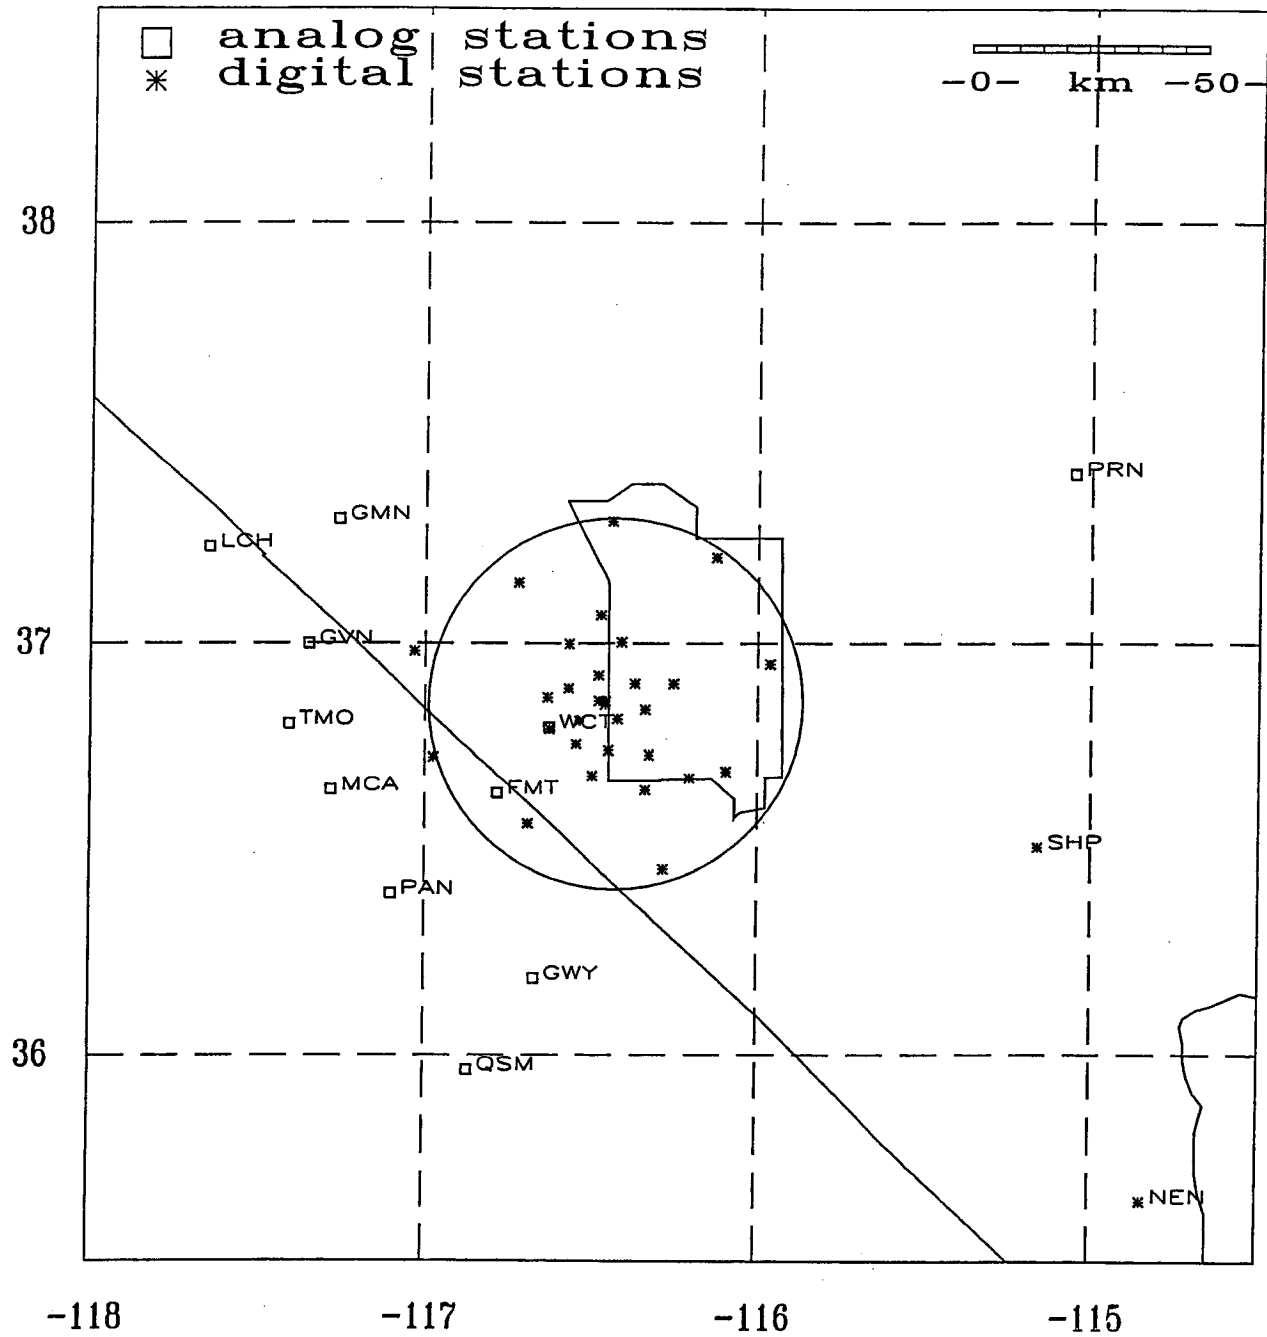 analog stations
digital stations
-0- km -50-
38
PRN
GMN
LCH
37
GVN
TMO
WCT
MCA
FMT
SHP
PAN
GWY
36
QSM
NEN
-118 -117 -116 -115